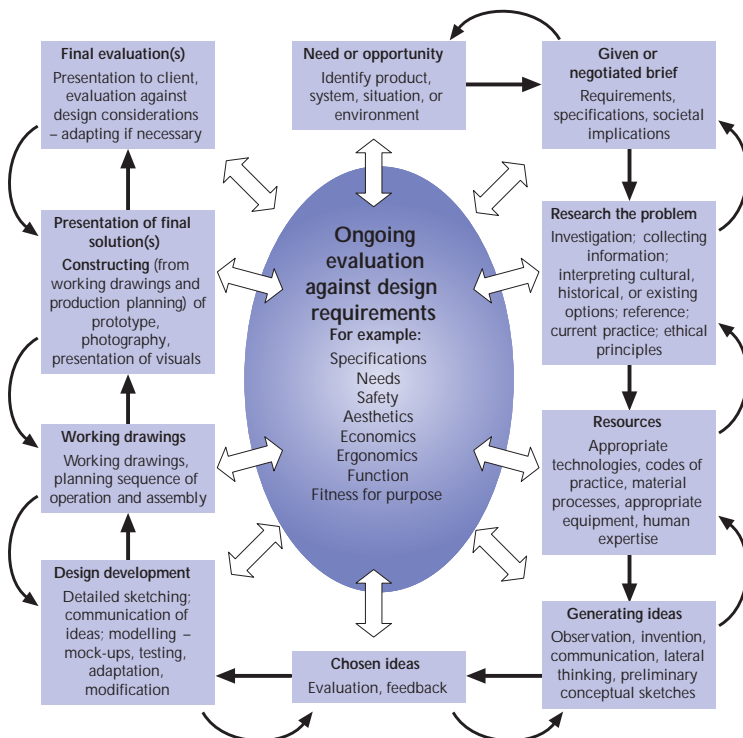 Need or opportunity
Identify product,
system, situation, or
environment
Given or
negotiated brief
Requirements,
specifications, societal
implications
Research the problem
Investigation; collecting
information;
interpreting cultural,
historical, or existing
options; reference;
current practice; ethical
principles
Resources
Appropriate
technologies, codes of
practice, material
processes, appropriate
equipment, human
expertise
Generating ideas
Observation, invention,
communication, lateral
thinking, preliminary
conceptual sketches
Chosen ideas
Evaluation, feedback
Design development
Detailed sketching;
communication of
ideas; modelling –
mock-ups, testing,
adaptation,
modification
Working drawings
Working drawings,
planning sequence of
operation and assembly
Presentation of final
solution(s)
Constructing (from
working drawings and
production planning) of
prototype,
photography,
presentation of visuals
Final evaluation(s)
Presentation to client,
evaluation against
design considerations
– adapting if necessary
Ongoing
evaluation
against design
requirements
For example:
Specifications
Needs
Safety
Aesthetics
Economics
Ergonomics
Function
Fitness for purpose